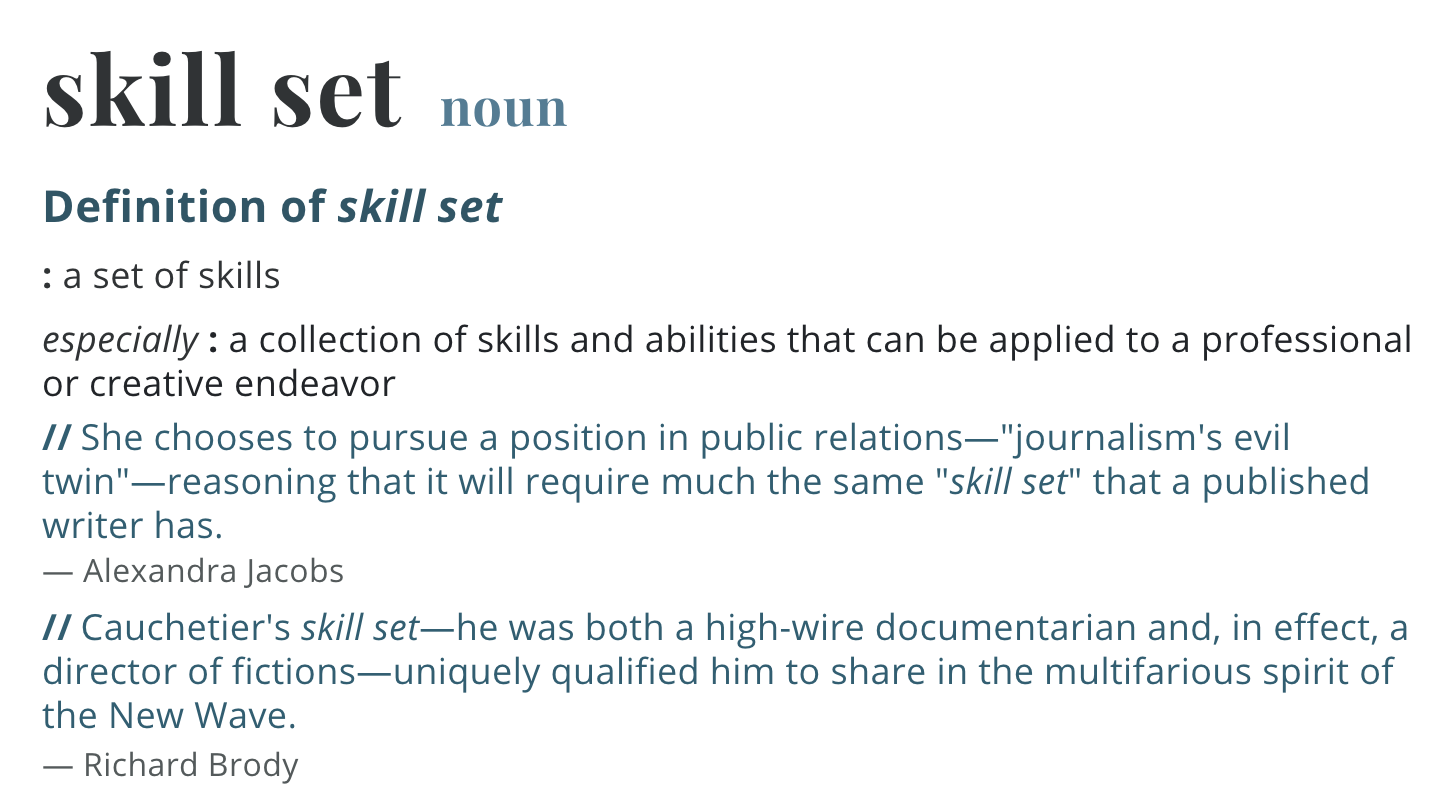 skill set noun
Definition of skill set
: a set of skills
especially : a collection of skills and abilities that can be applied to a professional
or creative endeavor
// She chooses to pursue a position in public relations—"journalism's evil
twin"—reasoning that it will require much the same "skill set" that a published
writer has.
— Alexandra Jacobs
// Cauchetier's skill set—he was both a high-wire documentarian and, in effect, a
director of fictions—uniquely qualified him to share in the multifarious spirit of
the New Wave.
— Richard Brody